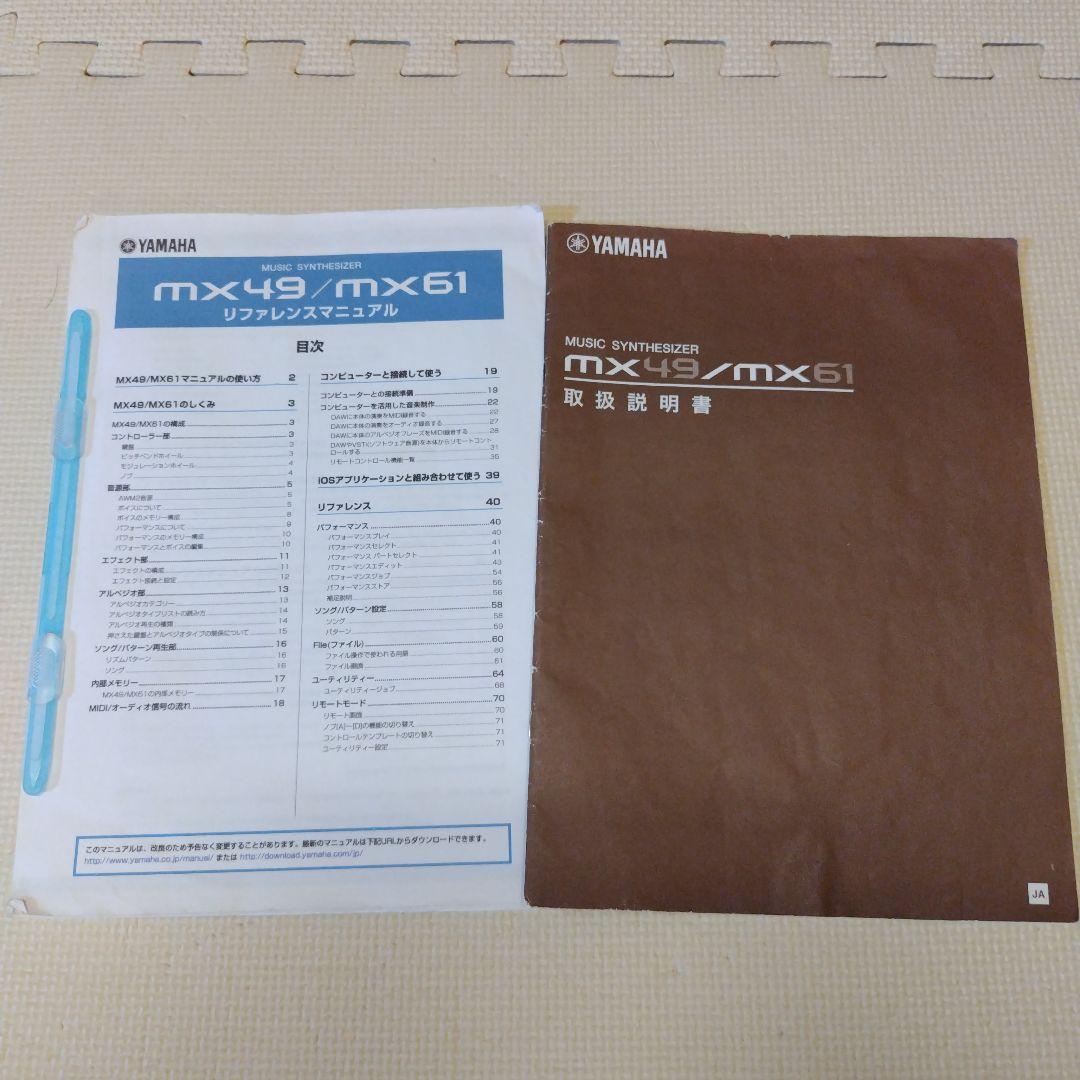 YAMAHA
MUSIC SYNTHESIZER
mx49/mx61
リファレンスマニュアル
目次
MX49/MX61マニュアルの使い方 2
MX49/MX61のしくみ 3
MX49/MX61の構成 3
コントローラー部 3
鍵盤 3
ピッチベンドホイール 3
モジュレーションホイール 4
ノブ 4
音源部 5
AWM2音源 5
ボイスについて 5
ボイスのメモリー構成 8
パフォーマンスについて 9
パフォーマンスのメモリー構成 10
パフォーマンスとボイスの編集 10
エフェクト部 11
エフェクトの構成 11
エフェクト接続と設定 12
アルペジオ部 13
アルペジオカテゴリー 13
アルペジオタイプリストの読み方 14
アルペジオ再生の種類 14
押さえた鍵盤とアルペジオタイプの関係について 15
ソング/パターン再生部 16
リズムパターン 16
ソング 16
内部メモリー 17
MX49/MX61の内部メモリー 17
MIDI/オーディオ信号の流れ 18
コンピューターと接続して使う 19
コンピューターとの接続準備 19
コンピューターを活用した音楽制作 22
DAWに本体の演奏をMIDI録音する 22
DAWに本体の演奏をオーディオ録音する 27
DAWに本体のアルペジオフレーズをMIDI録音する 28
DAWやVSTi(ソフトウェア音源)を本体からリモートコント
ロールする 31
リモートコントロール機能一覧 35
iOSアプリケーションと組み合わせて使う 39
リファレンス 40
パフォーマンス 40
パフォーマンスプレイ 40
パフォーマンスセレクト 41
パフォーマンス パートセレクト 41
パフォーマンスエディット 43
パフォーマンスジョブ 54
パフォーマンスストア 56
補足説明 56
ソング/パターン設定 58
ソング 58
パターン 59
File(ファイル) 60
ファイル操作で使われる用語 60
ファイル画面 61
ユーティリティー 64
ユーティリティージョブ 68
リモートモード 70
リモート画面 70
ノブ[A]～[D]の機能の切り替え 71
コントロールテンプレートの切り替え 71
ユーティリティー設定 71
このマニュアルは、改良のため予告なく変更することがあります。最新のマニュアルは下記URLからダウンロードできます。
http://www.yamaha.co.jp/manual/ または http://download.yamaha.com/jp/
YAMAHA
MUSIC SYNTHESIZER
mx49/mx61
取扱説明書
JA